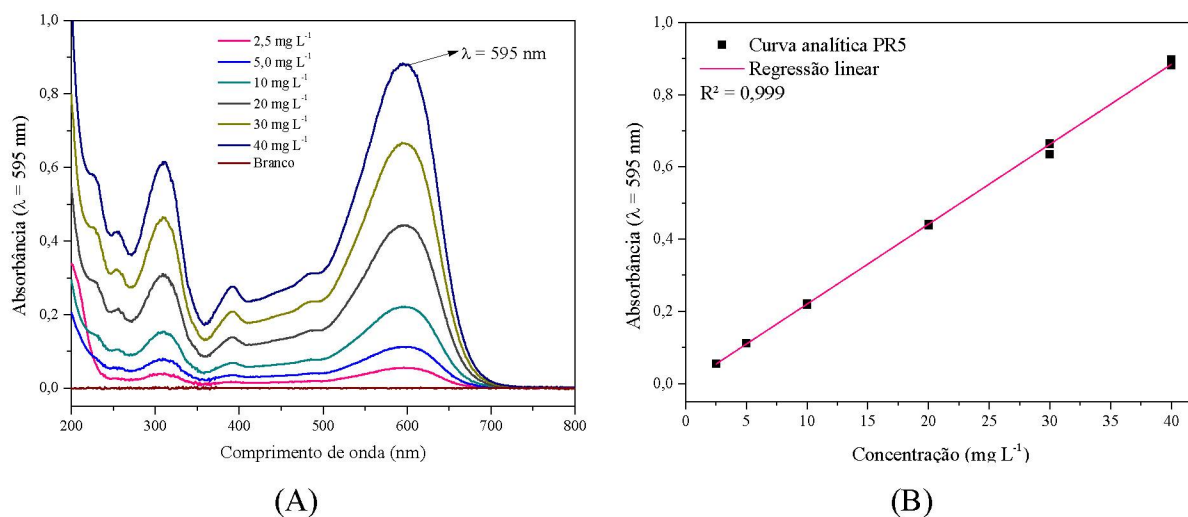 1,0
0,8
0,6
0,4
0,2
0,0
Absorbância (λ = 595 nm)
2,5 mg L⁻¹
5,0 mg L⁻¹
10 mg L⁻¹
20 mg L⁻¹
30 mg L⁻¹
40 mg L⁻¹
Branco
λ = 595 nm
200 300 400 500 600 700 800
Comprimento de onda (nm)
(A)
1,0
0,8
0,6
0,4
0,2
0,0
Absorbância (λ = 595 nm)
Curva analítica PR5
Regressão linear
R² = 0,999
0 5 10 15 20 25 30 35 40
Concentração (mg L⁻¹)
(B)